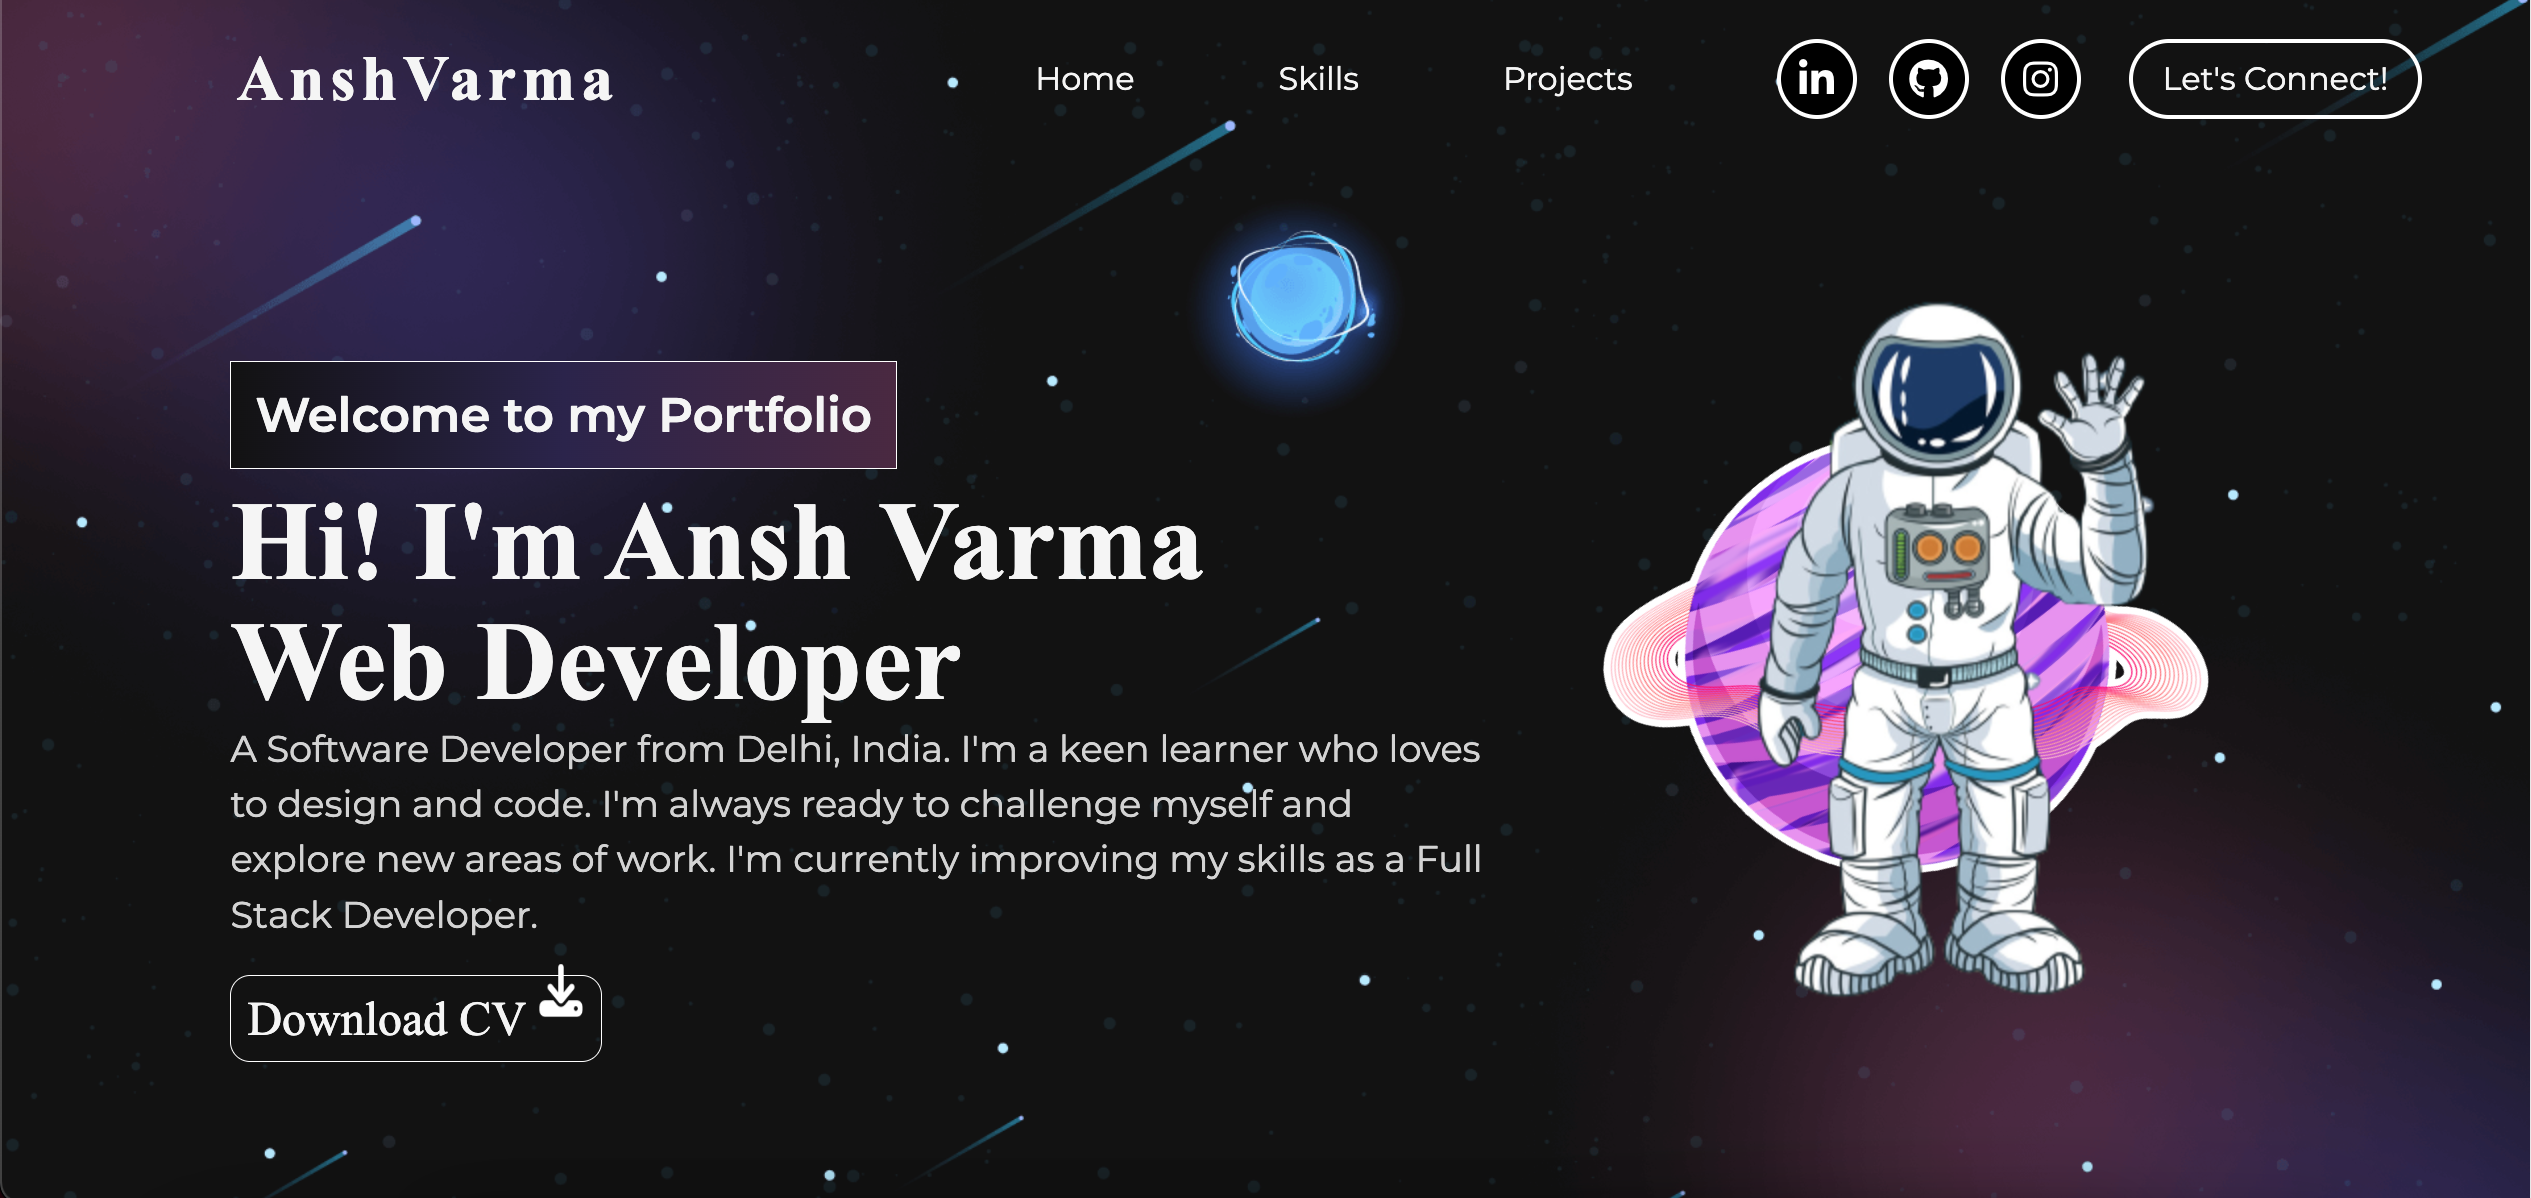 AnshVarma
Home
Skills
Projects
in
Let's Connect!
Welcome to my Portfolio
Hi! I'm Ansh Varma
Web Developer
A Software Developer from Delhi, India. I'm a keen learner who loves
to design and code. I'm always ready to challenge myself and
explore new areas of work. I'm currently improving my skills as a Full
Stack Developer.
Download CV